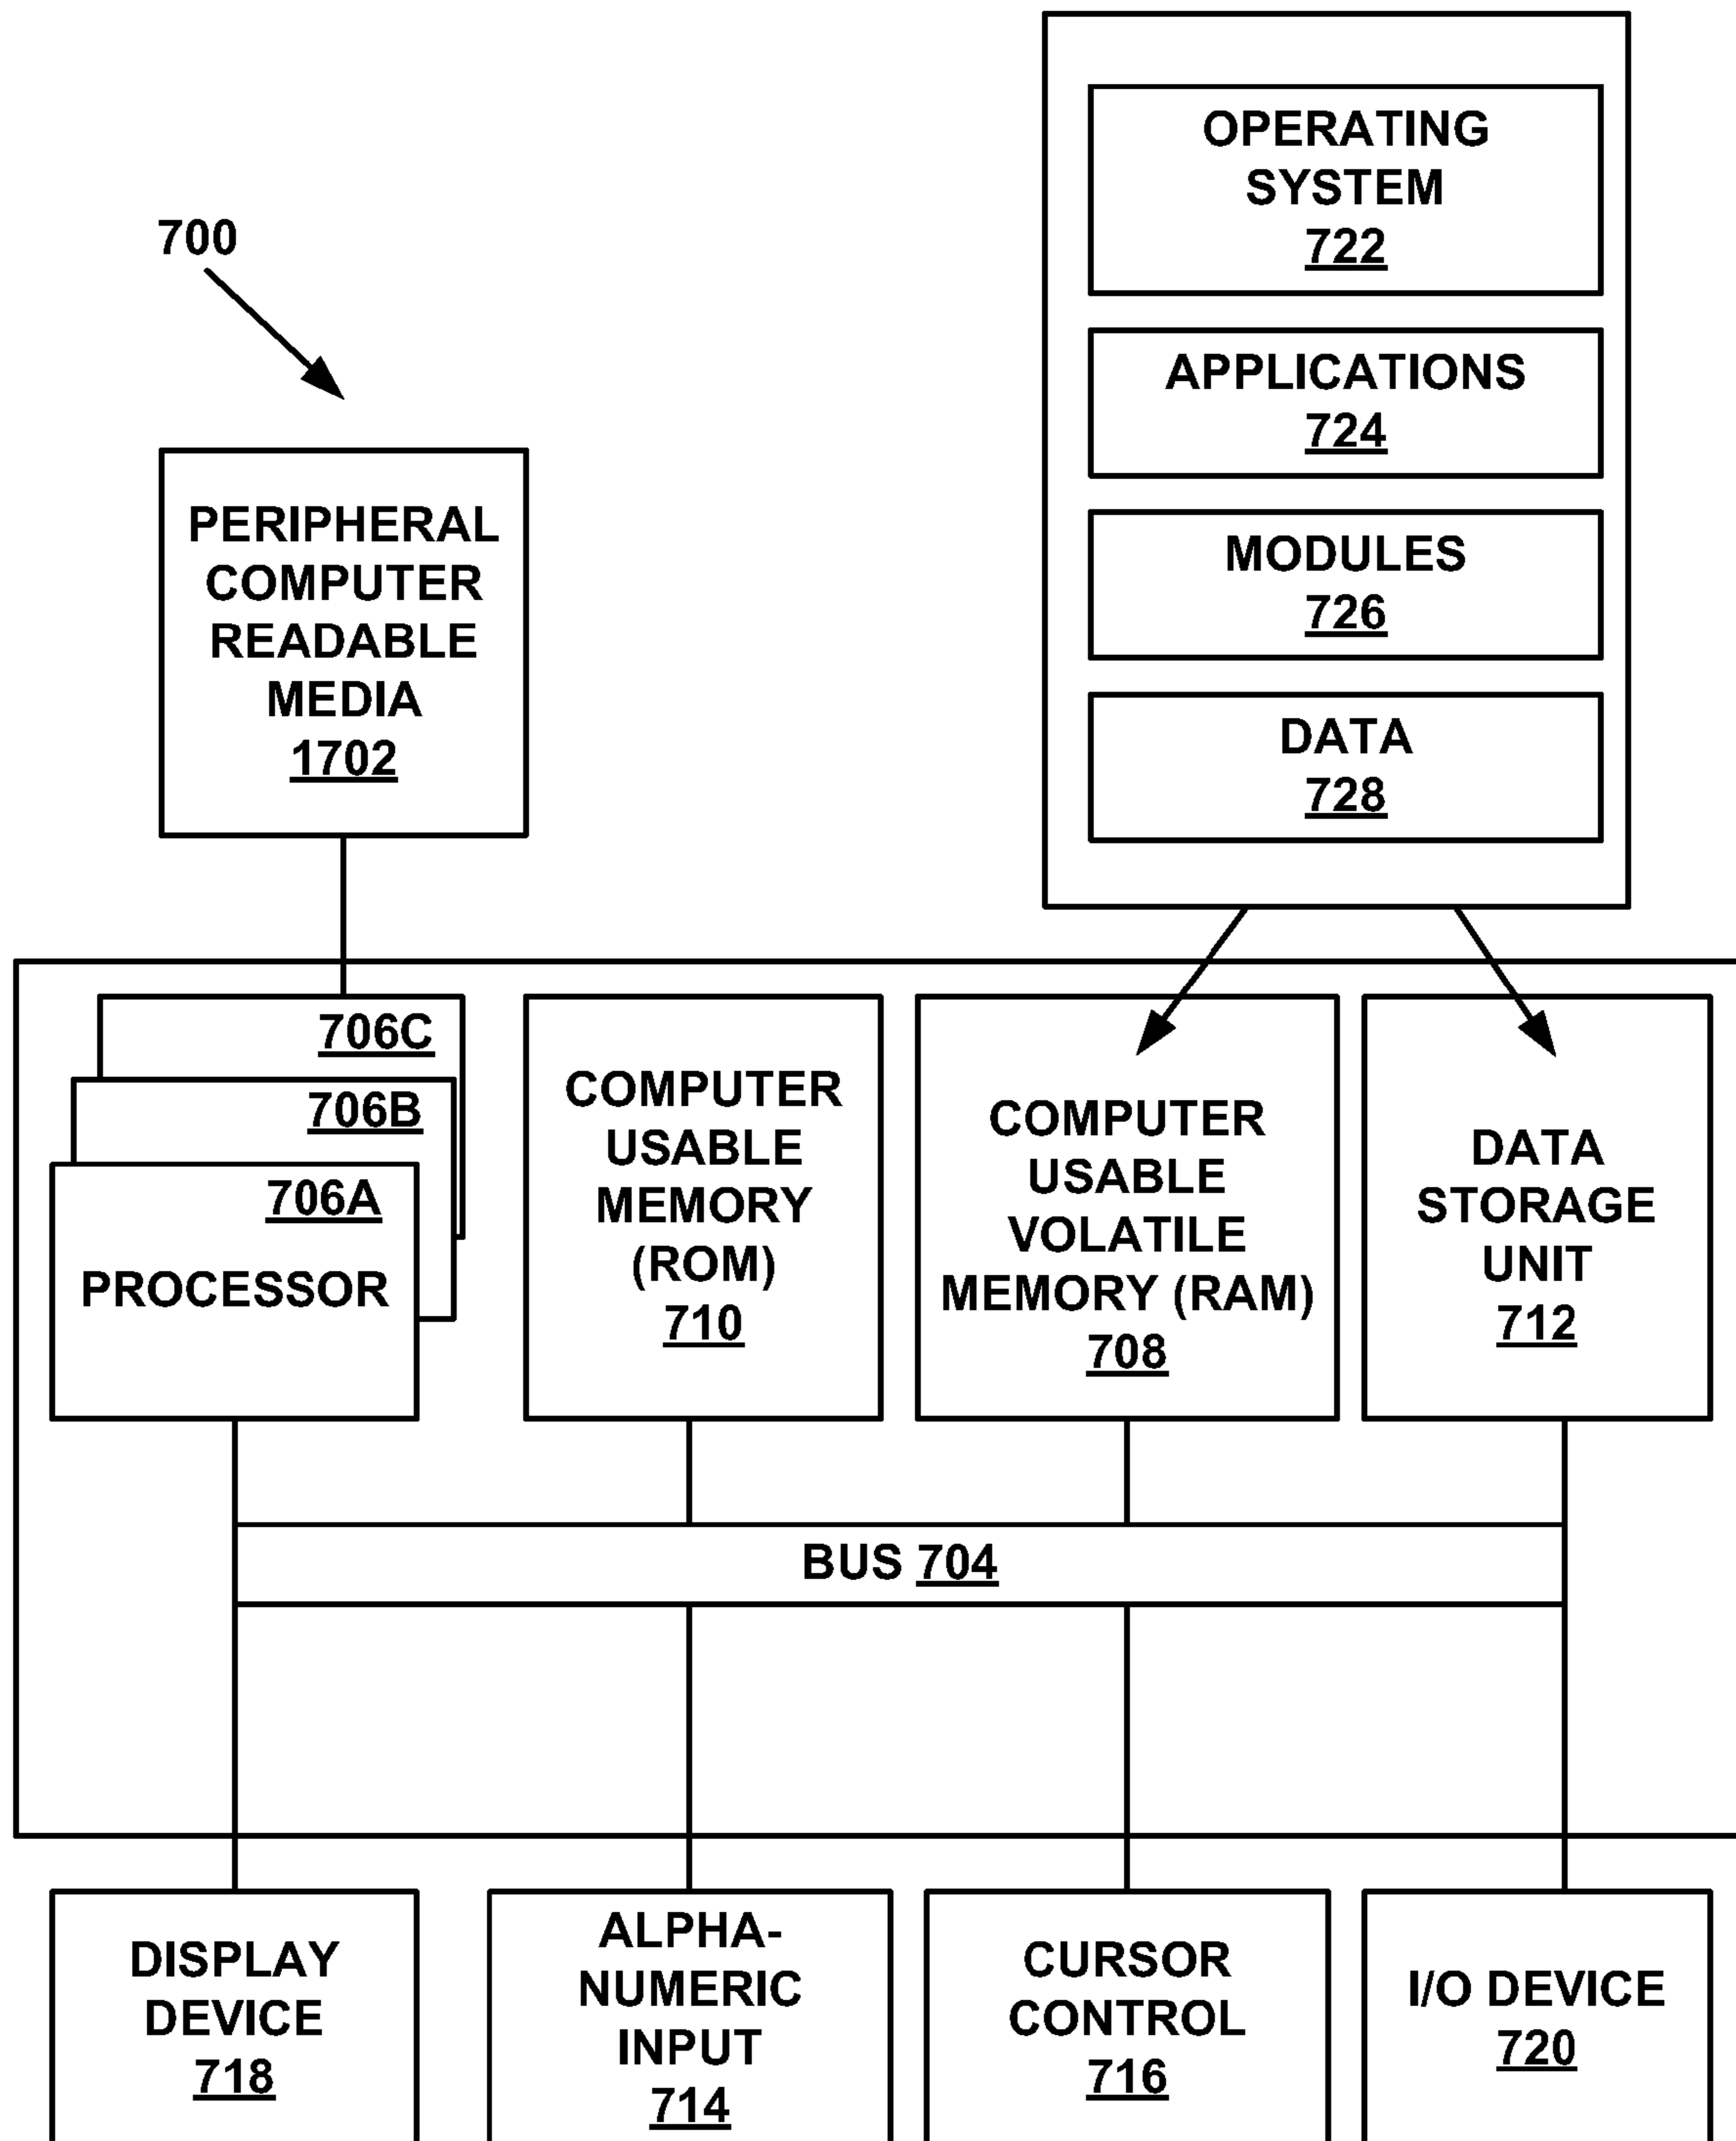 700
OPERATING
SYSTEM
722
APPLICATIONS
724
MODULES
726
DATA
728
PERIPHERAL
COMPUTER
READABLE
MEDIA
1702
706C
706B
706A
PROCESSOR
COMPUTER
USABLE
MEMORY
(ROM)
710
COMPUTER
USABLE
VOLATILE
MEMORY (RAM)
708
DATA
STORAGE
UNIT
712
BUS 704
DISPLAY
DEVICE
718
ALPHA-
NUMERIC
INPUT
714
CURSOR
CONTROL
716
I/O DEVICE
720